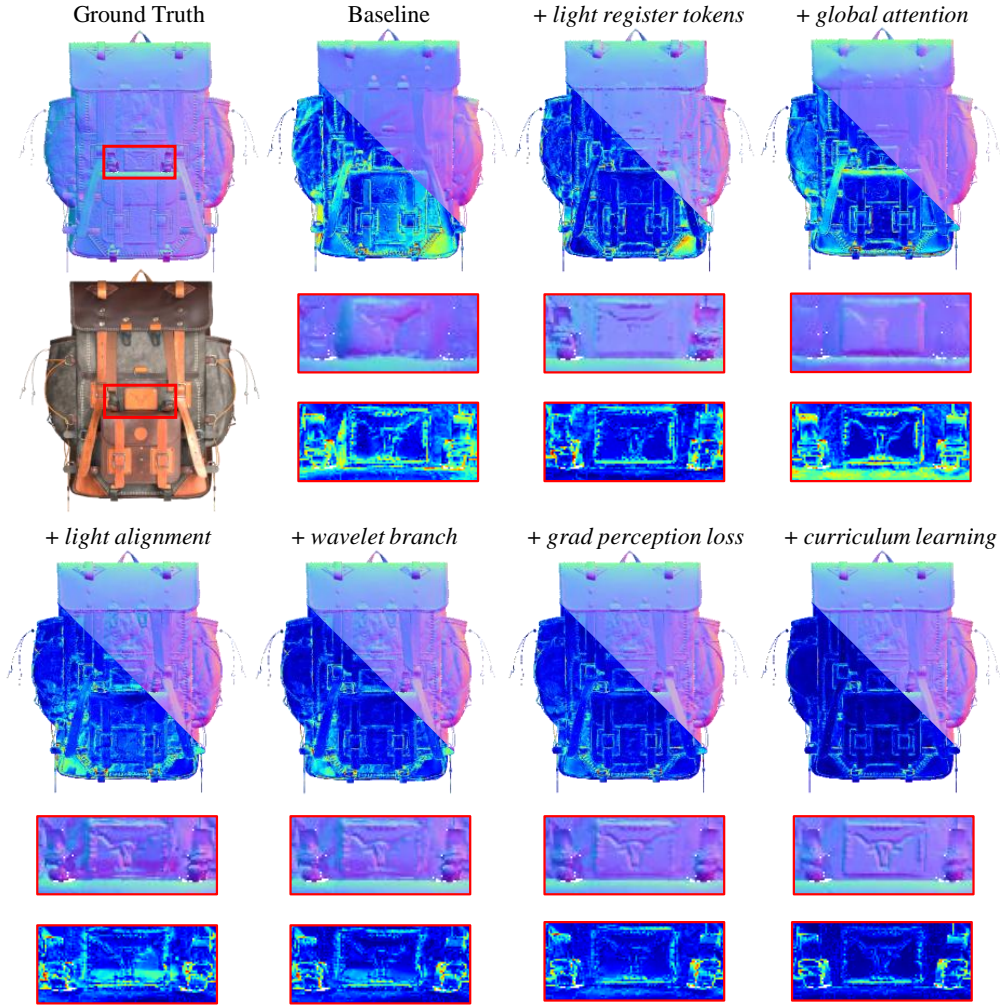 Ground Truth
Baseline
+ light register tokens
+ global attention
+ light alignment
+ wavelet branch
+ grad perception loss
+ curriculum learning